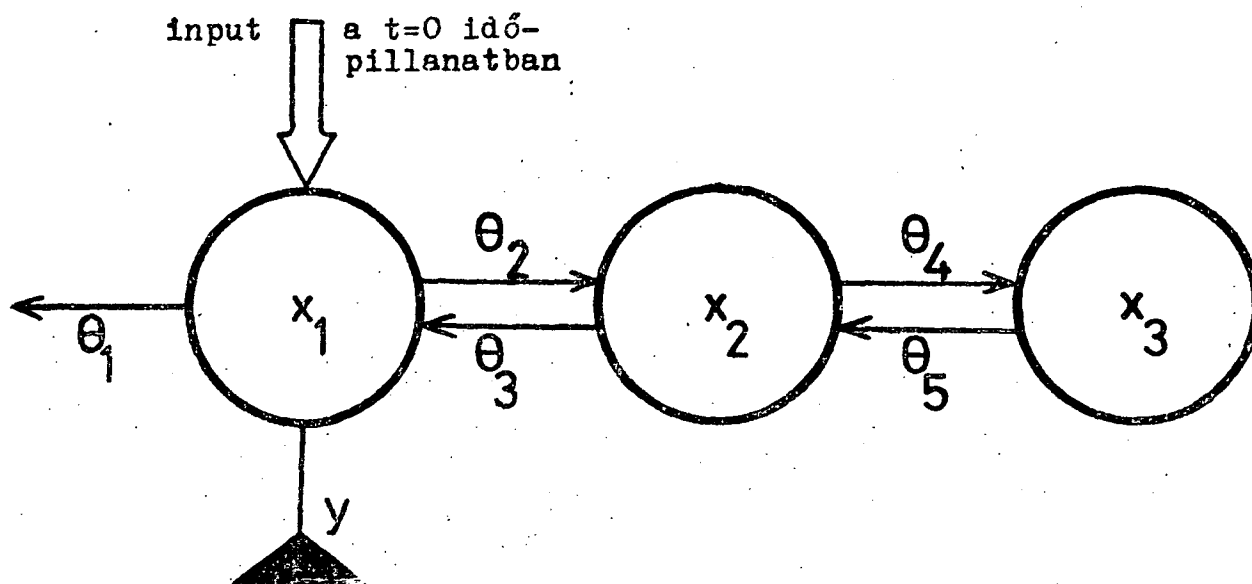 input a t=0 idő-
pillanatban
θ₂ θ₄
x₁ x₂ x₃
θ₁ θ₃ θ₅
y